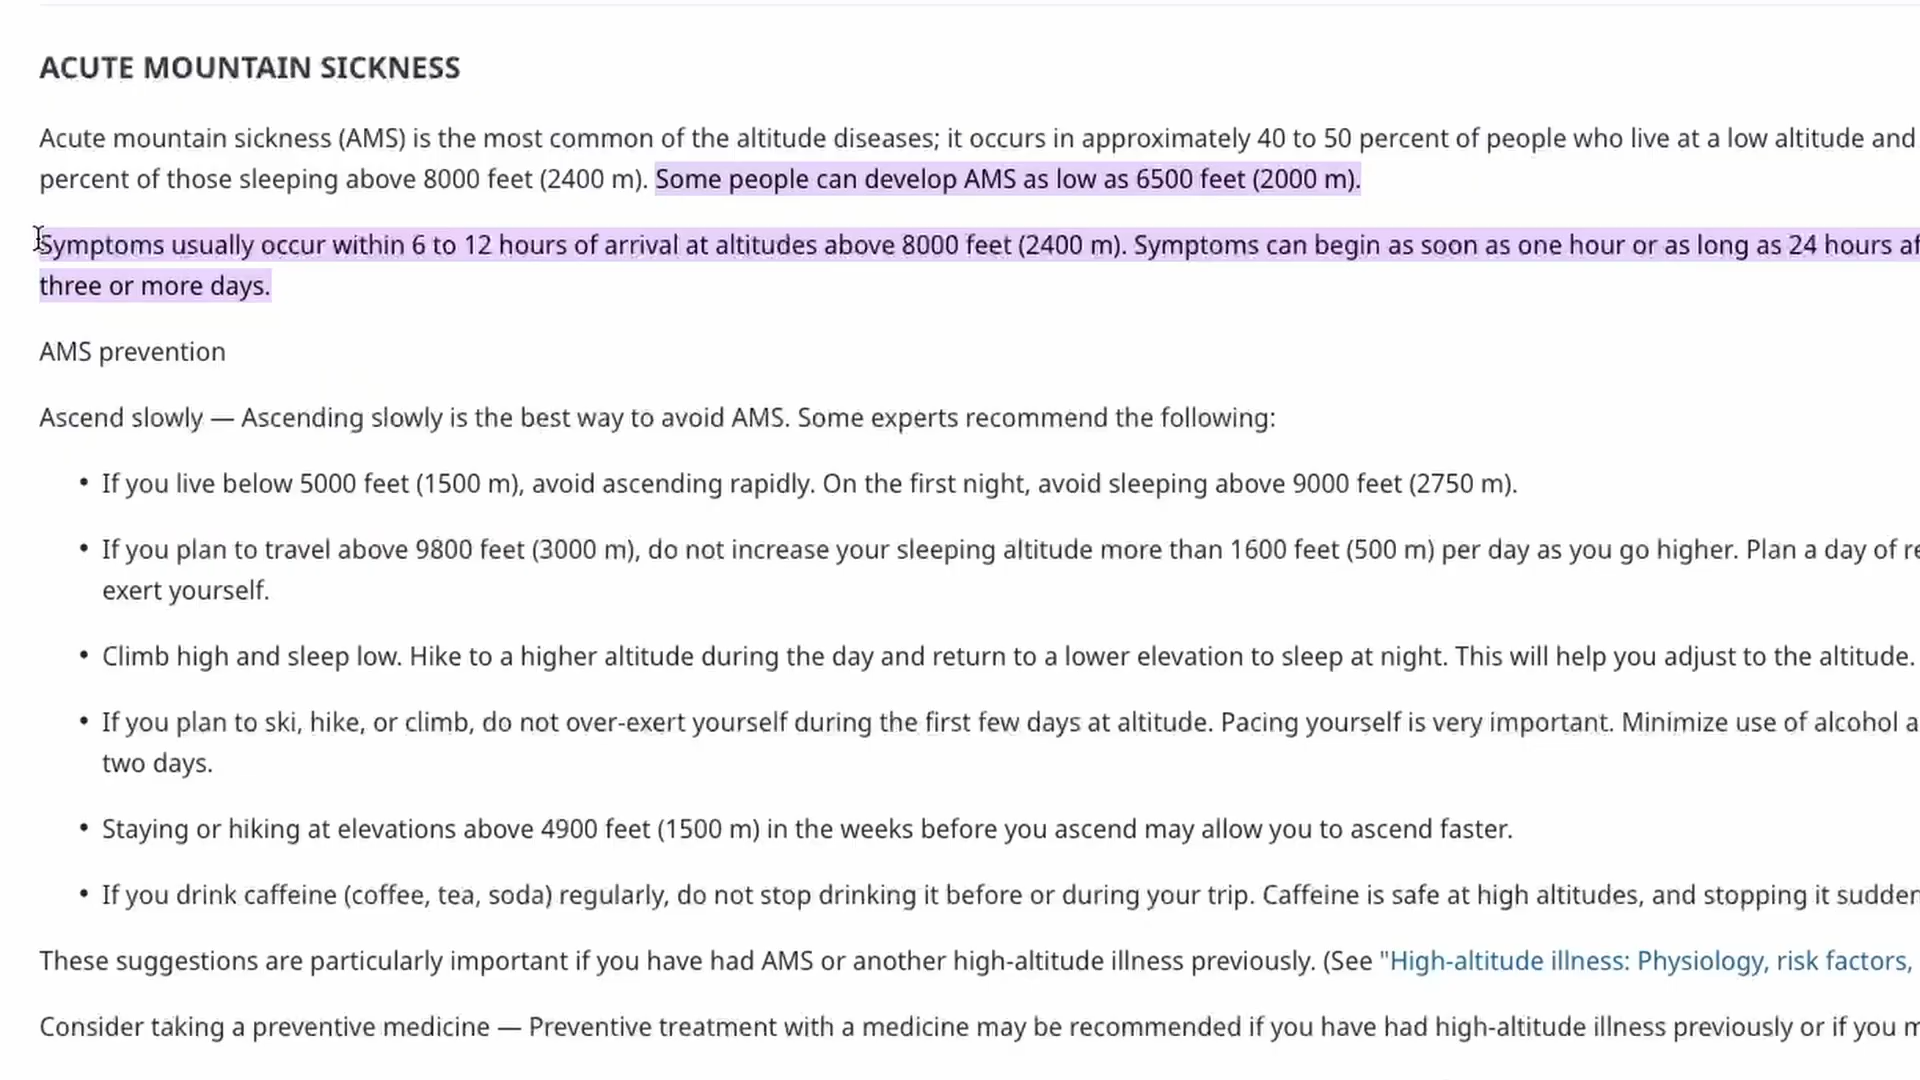 ACUTE MOUNTAIN SICKNESS
Acute mountain sickness (AMS) is the most common of the altitude diseases; it occurs in approximately 40 to 50 percent of people who live at a low altitude and
percent of those sleeping above 8000 feet (2400 m). Some people can develop AMS as low as 6500 feet (2000 m).
Symptoms usually occur within 6 to 12 hours of arrival at altitudes above 8000 feet (2400 m). Symptoms can begin as soon as one hour or as long as 24 hours af
three or more days.
AMS prevention
Ascend slowly — Ascending slowly is the best way to avoid AMS. Some experts recommend the following:
• If you live below 5000 feet (1500 m), avoid ascending rapidly. On the first night, avoid sleeping above 9000 feet (2750 m).
• If you plan to travel above 9800 feet (3000 m), do not increase your sleeping altitude more than 1600 feet (500 m) per day as you go higher. Plan a day of re
exert yourself.
• Climb high and sleep low. Hike to a higher altitude during the day and return to a lower elevation to sleep at night. This will help you adjust to the altitude.
• If you plan to ski, hike, or climb, do not over-exert yourself during the first few days at altitude. Pacing yourself is very important. Minimize use of alcohol a
two days.
• Staying or hiking at elevations above 4900 feet (1500 m) in the weeks before you ascend may allow you to ascend faster.
• If you drink caffeine (coffee, tea, soda) regularly, do not stop drinking it before or during your trip. Caffeine is safe at high altitudes, and stopping it sudden
These suggestions are particularly important if you have had AMS or another high-altitude illness previously. (See "High-altitude illness: Physiology, risk factors,
Consider taking a preventive medicine — Preventive treatment with a medicine may be recommended if you have had high-altitude illness previously or if you m